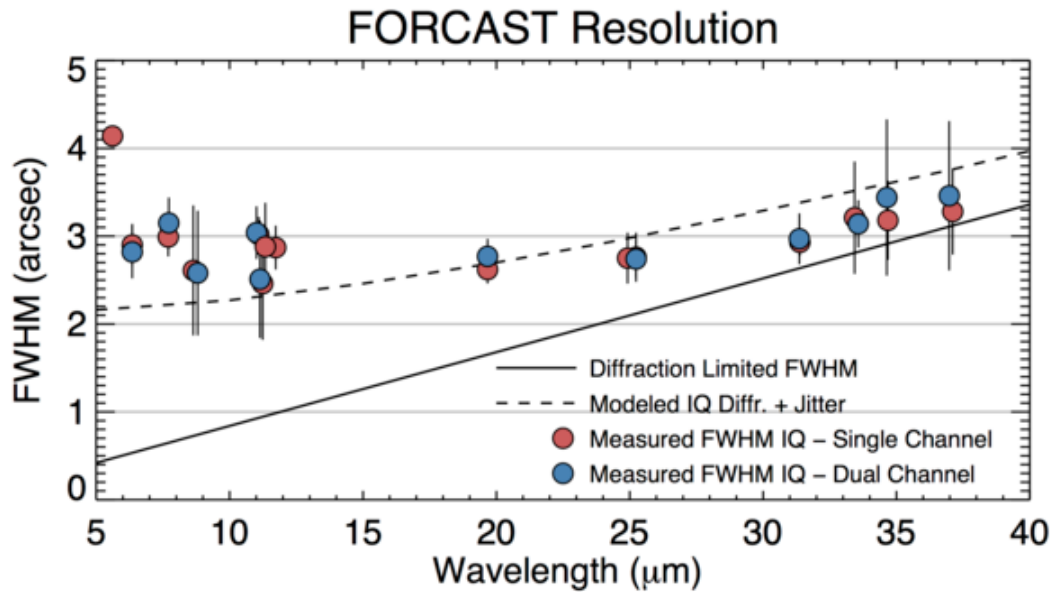 FORCAST Resolution
FWHM (arcsec)
5
4
3
2
1
0
Diffraction Limited FWHM
Modeled IQ Diffr. + Jitter
Measured FWHM IQ – Single Channel
Measured FWHM IQ – Dual Channel
5 10 15 20 25 30 35 40
Wavelength (μm)